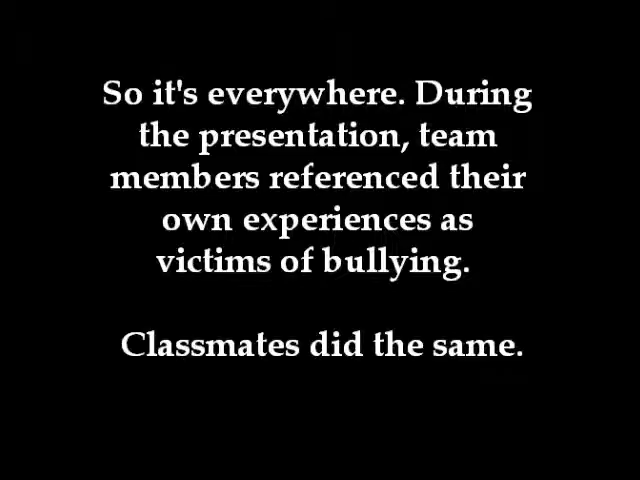 So it's everywhere. During
the presentation, team
members referenced their
own experiences as
victims of bullying.
Classmates did the same.